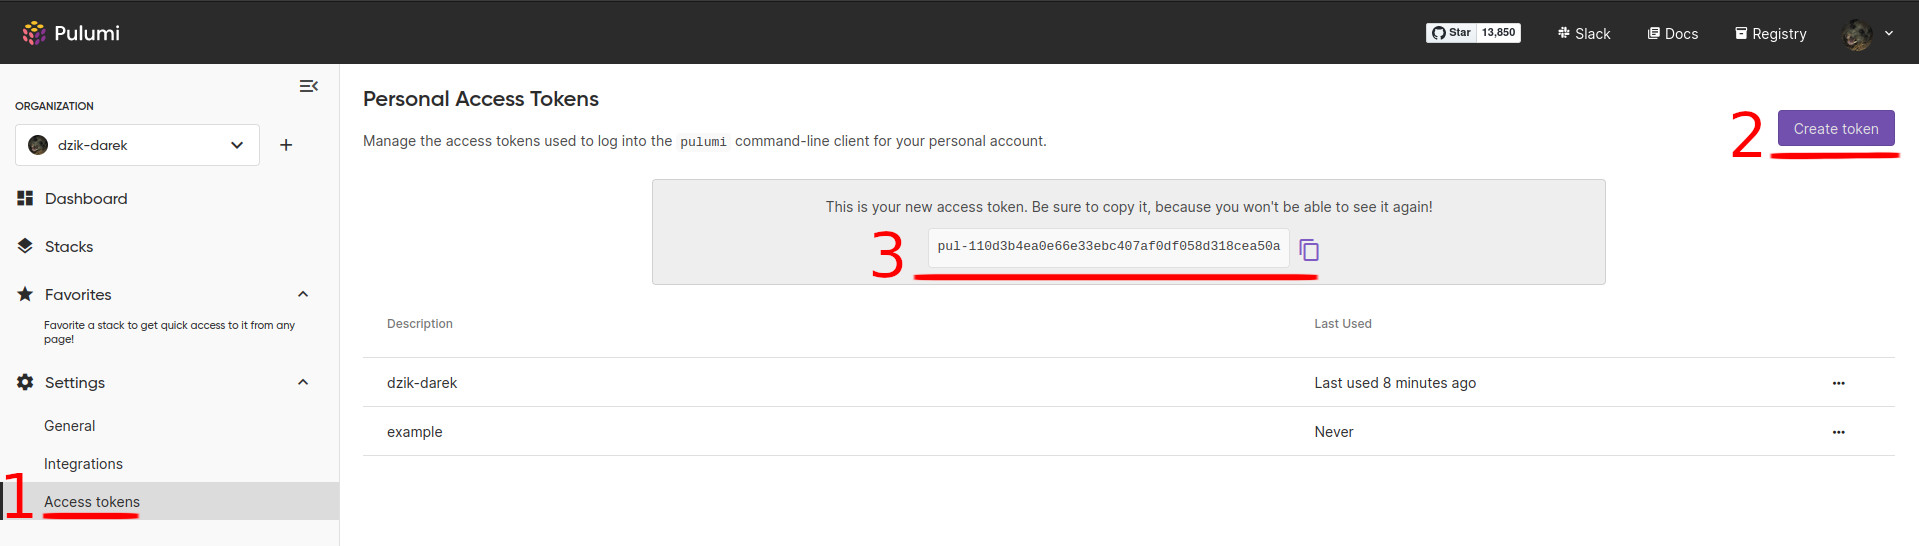 Pulumi
Star 13,850
Slack
Docs
Registry
ORGANIZATION
dzik-darek
+
Dashboard
Stacks
Favorites
Favorite a stack to get quick access to it from any
page!
Settings
General
Integrations
1
Access tokens
Personal Access Tokens
Manage the access tokens used to log into the pulumi command-line client for your personal account.
2
Create token
This is your new access token. Be sure to copy it, because you won't be able to see it again!
3
pul-110d3b4ea0e66e33ebc407af0df058d318cea50a
Description Last Used
dzik-darek Last used 8 minutes ago
example Never